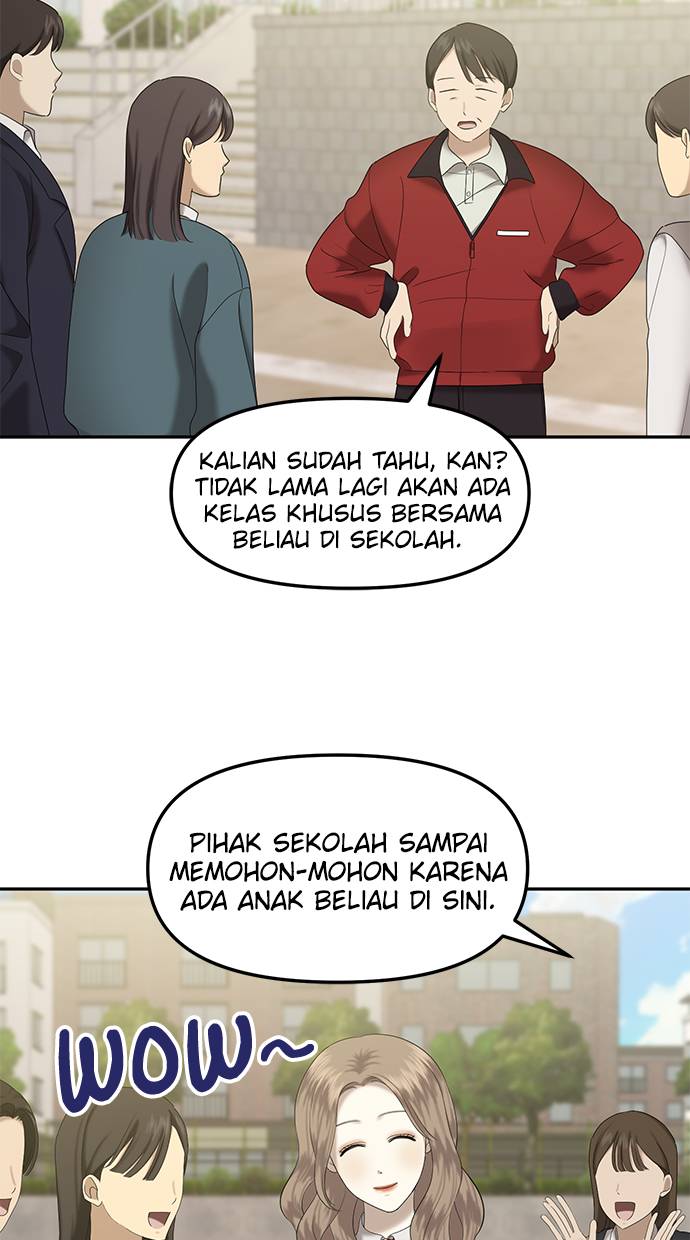 KALIAN SUDAH TAHU, KAN?
TIDAK LAMA LAGI AKAN ADA
KELAS KHUSUS BERSAMA
BELIAU DI SEKOLAH.
PIHAK SEKOLAH SAMPAI
MEMOHON-MOHON KARENA
ADA ANAK BELIAU DI SINI.
WOW~